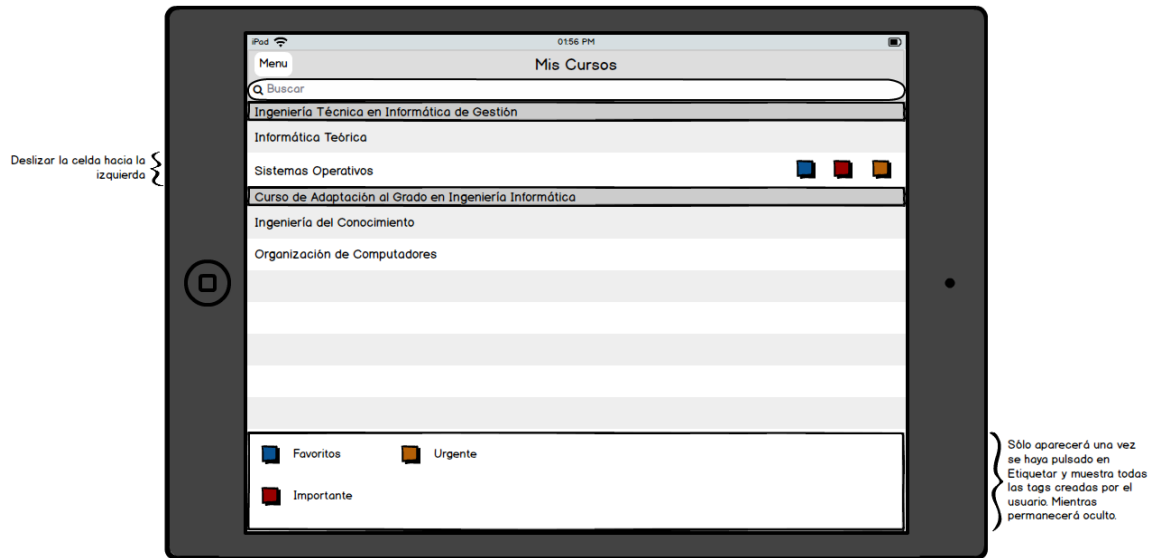 iPod 01:56 PM
Menu Mis Cursos
Buscar
Ingeniería Técnica en Informática de Gestión
Informática Teórica
Deslizar la celda hacia la
izquierda
Sistemas Operativos
Curso de Adaptación al Grado en Ingeniería Informática
Ingeniería del Conocimiento
Organización de Computadores
Favoritos Urgente
Importante
Sólo aparecerá una vez
se haya pulsado en
Etiquetar y muestra todas
las tags creadas por el
usuario. Mientras
permanecerá oculto.